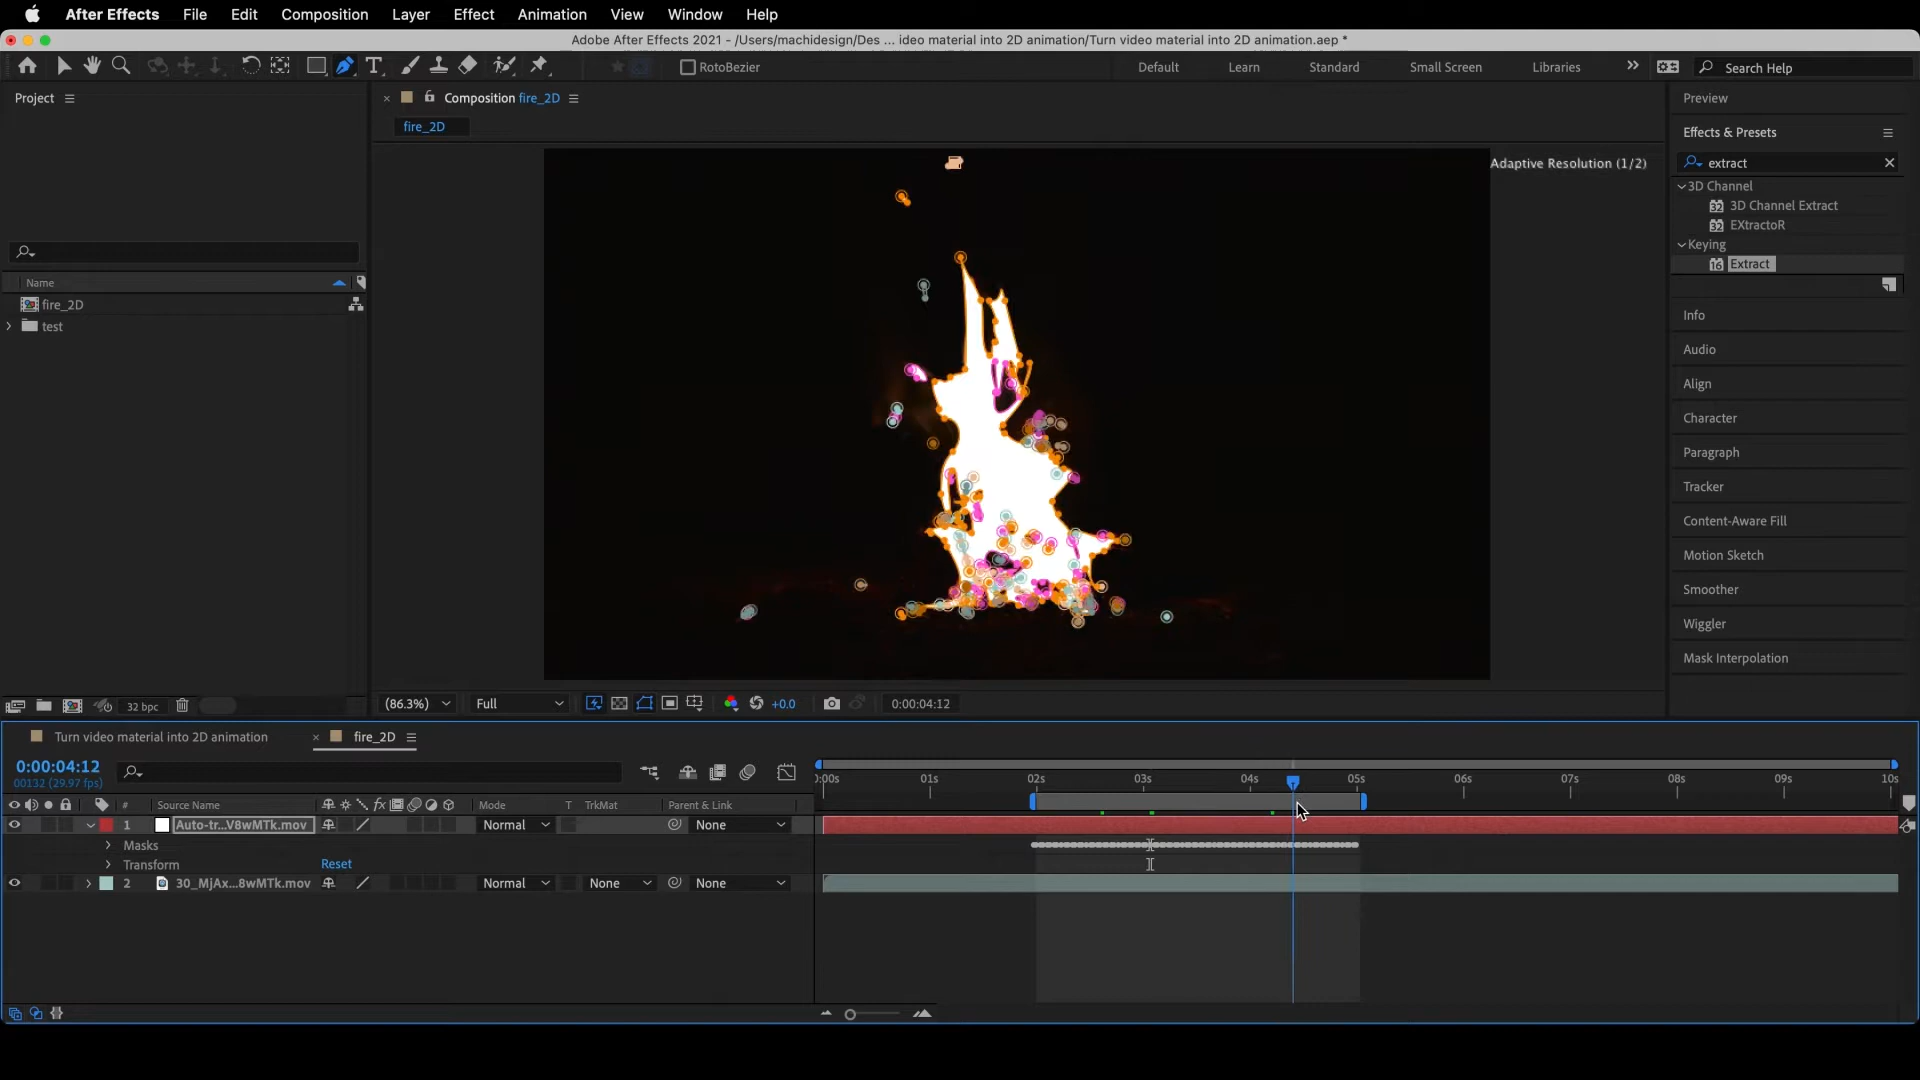 After Effects File Edit Composition Layer Effect Animation View Window Help
Adobe After Effects 2021 - /Users/machidesign/Des ... ideo material into 2D animation/Turn video material into 2D animation.aep *
RotoBezier Default Learn Standard Small Screen Libraries Search Help
Project
Composition fire_2D
fire_2D
Adaptive Resolution (1/2)
Preview
Effects & Presets
extract
3D Channel
3D Channel Extract
EXtractoR
Keying
Extract
Info
Audio
Align
Character
Paragraph
Tracker
Content-Aware Fill
Motion Sketch
Smoother
Wiggler
Mask Interpolation
Name
fire_2D
test
32 bpc
(86.3%) Full +0.0 0:00:04:12
Turn video material into 2D animation fire_2D
0:00:04:12
00132 (29.97 fps)
):00s 01s 02s 03s 04s 05s 06s 07s 08s 09s 10s
# Source Name Mode T TrkMat Parent & Link
1 Auto-tr...V8wMTk.mov Normal None
Masks
Transform Reset
2 30_MjAx...8wMTk.mov Normal None None